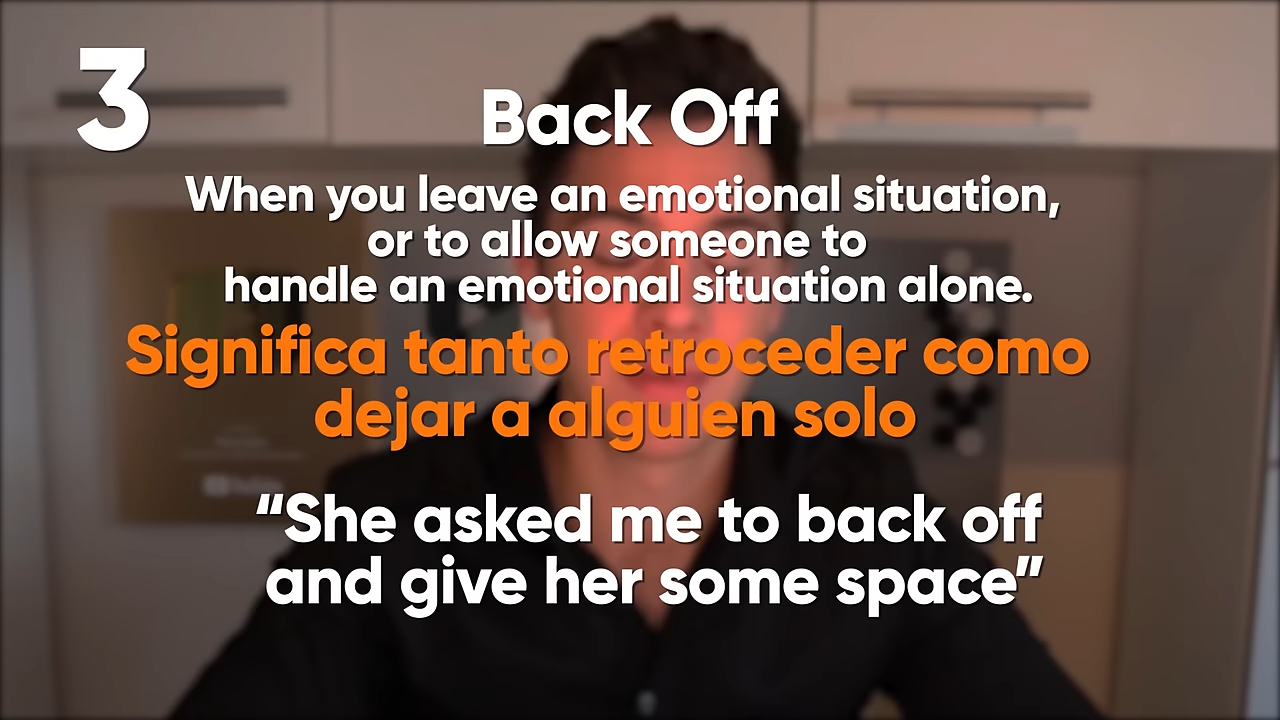 3
Back Off
When you leave an emotional situation,
or to allow someone to
handle an emotional situation alone.
Significa tanto retroceder como
dejar a alguien solo
“She asked me to back off
and give her some space”